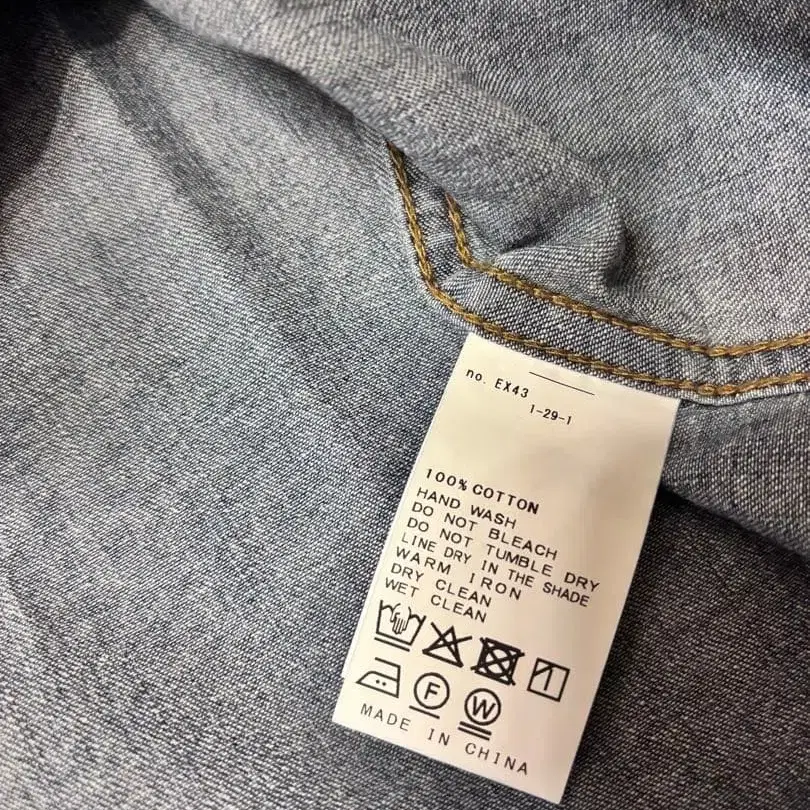 no. EX43
1-29-1
100% COTTON
HAND WASH
DO NOT BLEACH
DO NOT TUMBLE DRY
LINE DRY IN THE SHADE
WARM IRON
DRY CLEAN
WET CLEAN
F W
MADE IN CHINA